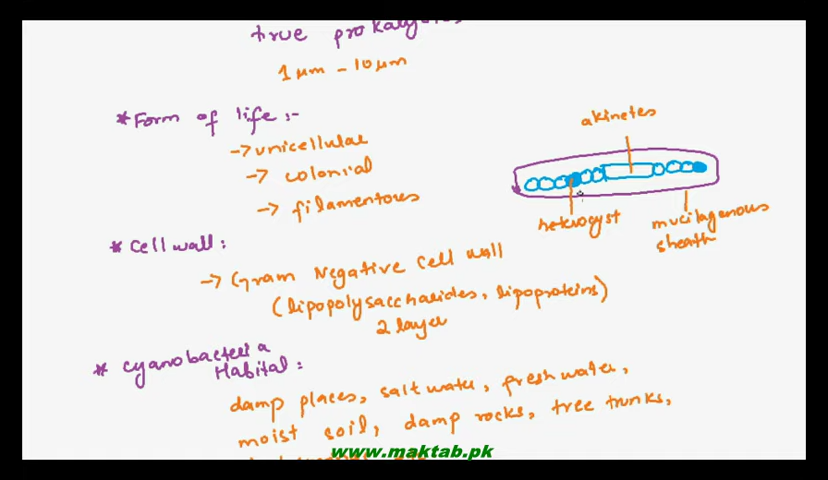 true prokaryotes
1 μm - 10 μm
* Form of life :-
→ unicellular
→ colonial
→ filamentous
akinetes
heterocyst
mucilagenous
sheath
* Cell wall :
→ Gram Negative Cell wall
(lipopolysaccharides, lipoproteins)
2 layer
* Cyanobacteria
Habital :
damp places, salt water, fresh water,
moist soil, damp rocks, tree trunks,
www.maktab.pk